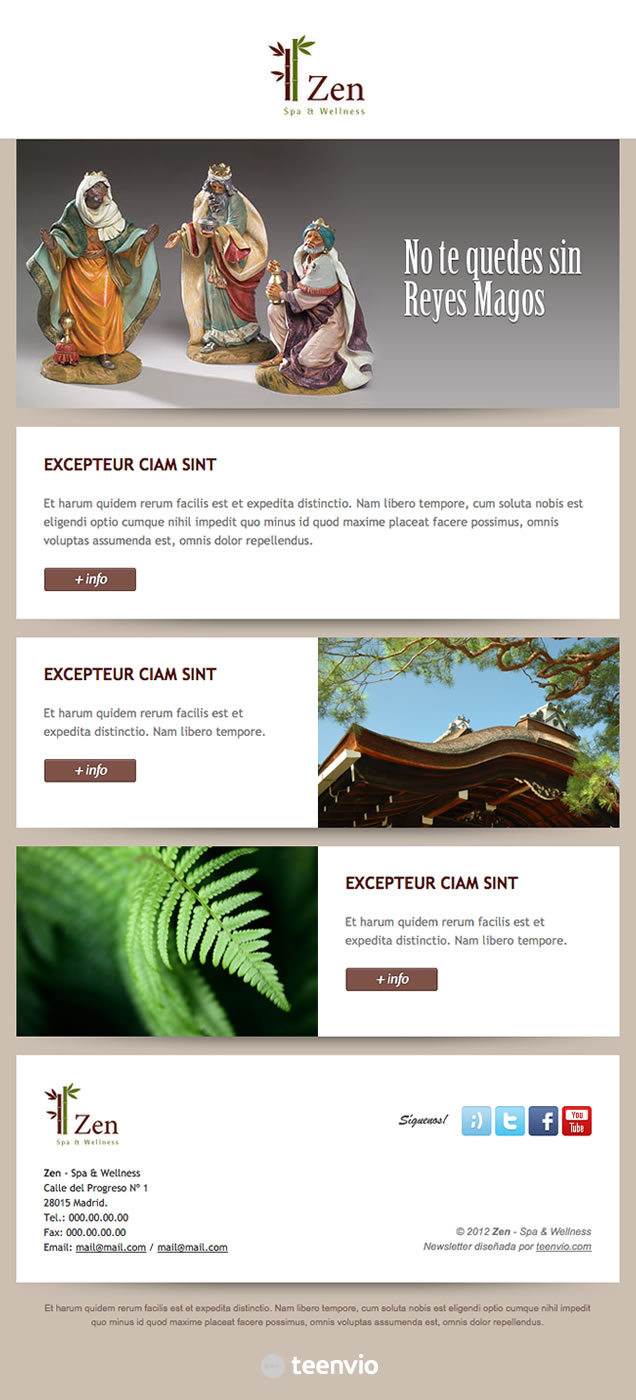 Zen
Spa & Wellness
No te quedes sin
Reyes Magos
EXCEPTEUR CIAM SINT
Et harum quidem rerum facilis est et expedita distinctio. Nam libero tempore, cum soluta nobis est
eligendi optio cumque nihil impedit quo minus id quod maxime placeat facere possimus, omnis
voluptas assumenda est, omnis dolor repellendus.
+ info
EXCEPTEUR CIAM SINT
Et harum quidem rerum facilis est et
expedita distinctio. Nam libero tempore.
+ info
EXCEPTEUR CIAM SINT
Et harum quidem rerum facilis est et
expedita distinctio. Nam libero tempore.
+ info
Zen
Spa & Wellness
Síguenos!
You
Tube
Zen - Spa & Wellness
Calle del Progreso Nº 1
28015 Madrid.
Tel.: 000.00.00.00
Fax: 000.00.00.00
Email: mail@mail.com / mail@mail.com
© 2012 Zen - Spa & Wellness
Newsletter diseñada por teenvio.com
Et harum quidem rerum facilis est et expedita distinctio. Nam libero tempore, cum soluta nobis est eligendi optio cumque nihil impedit
quo minus id quod maxime placeat facere possimus, omnis voluptas assumenda est, omnis dolor repellendus.
teenvio